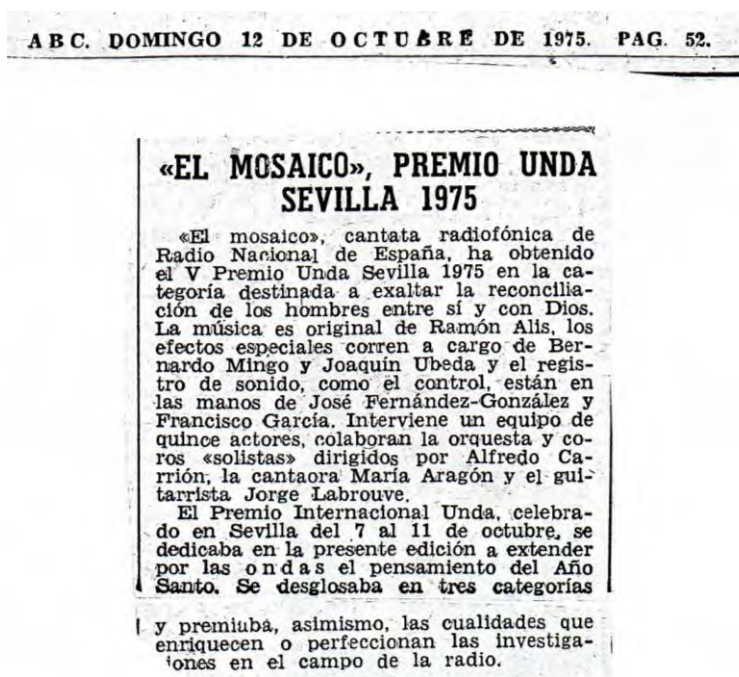 ABC. DOMINGO 12 DE OCTUBRE DE 1975. PAG. 52.
«EL MOSAICO», PREMIO UNDA
SEVILLA 1975
«El mosaico», cantata radiofónica de
Radio Nacional de España, ha obtenido
el V Premio Unda Sevilla 1975 en la ca-
tegoría destinada a exaltar la reconcilia-
ción de los hombres entre sí y con Dios.
La música es original de Ramón Alis, los
efectos especiales corren a cargo de Ber-
nardo Mingo y Joaquín Ubeda y el regis-
tro de sonido, como el control, están en
las manos de José Fernández-González y
Francisco García. Interviene un equipo de
quince actores, colaboran la orquesta y co-
ros «solistas» dirigidos por Alfredo Ca-
rrión, la cantaora María Aragón y el gui-
tarrista Jorge Labrouve.
El Premio Internacional Unda, celebra-
do en Sevilla del 7 al 11 de octubre, se
dedicaba en la presente edición a extender
por las ondas el pensamiento del Año
Santo. Se desglosaba en tres categorías
y premiaba, asimismo, las cualidades que
enriquecen o perfeccionan las investiga-
iones en el campo de la radio.